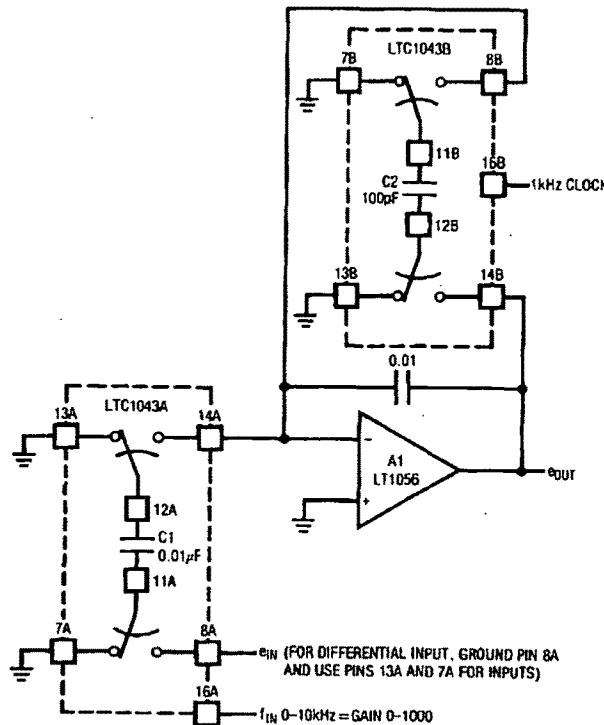 LTC1043B
7B
8B
11B
16B
1kHz CLOCK
C2
100pF
12B
13B
14B
0.01
LTC1043A
13A
14A
A1
LT1056
−
+
eOUT
12A
C1
0.01µF
11A
7A
8A
eIN (FOR DIFFERENTIAL INPUT, GROUND PIN 8A
AND USE PINS 13A AND 7A FOR INPUTS)
16A
fIN 0–10kHz = GAIN 0–1000